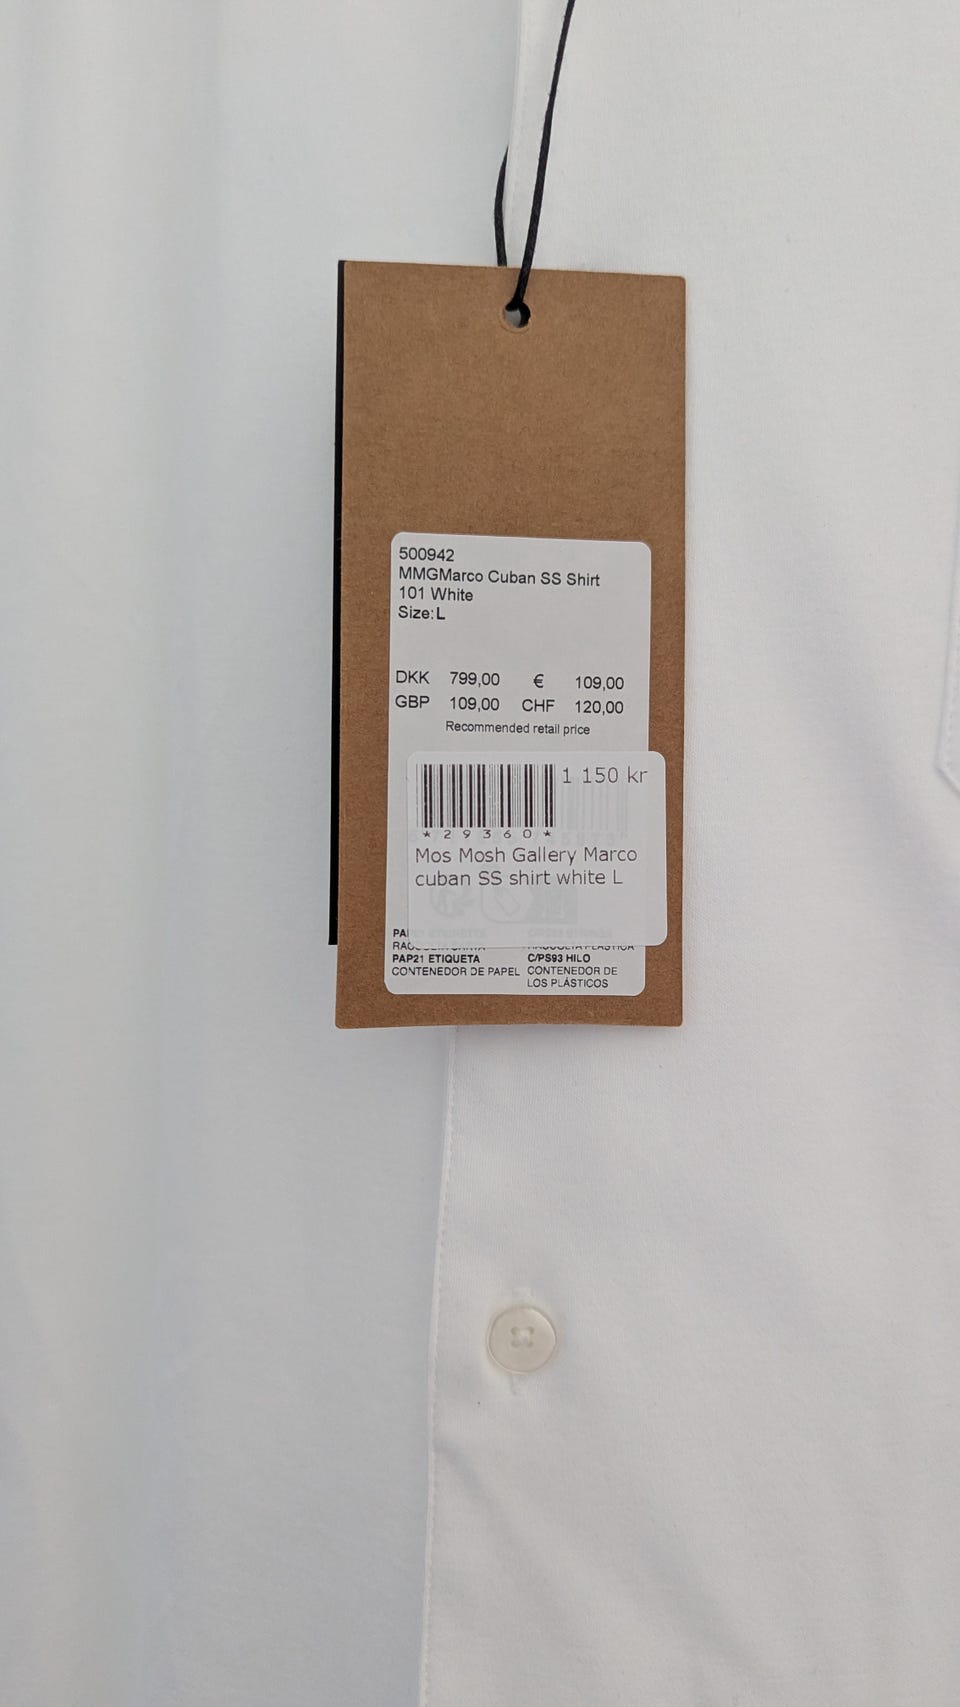 500942
MMGMarco Cuban SS Shirt
101 White
Size: L
DKK 799,00 € 109,00
GBP 109,00 CHF 120,00
Recommended retail price
1 150 kr
*29360*
Mos Mosh Gallery Marco
cuban SS shirt white L
PAP21 ETIQUETA
CONTENEDOR DE PAPEL
C/PS93 HILO
CONTENEDOR DE
LOS PLÁSTICOS